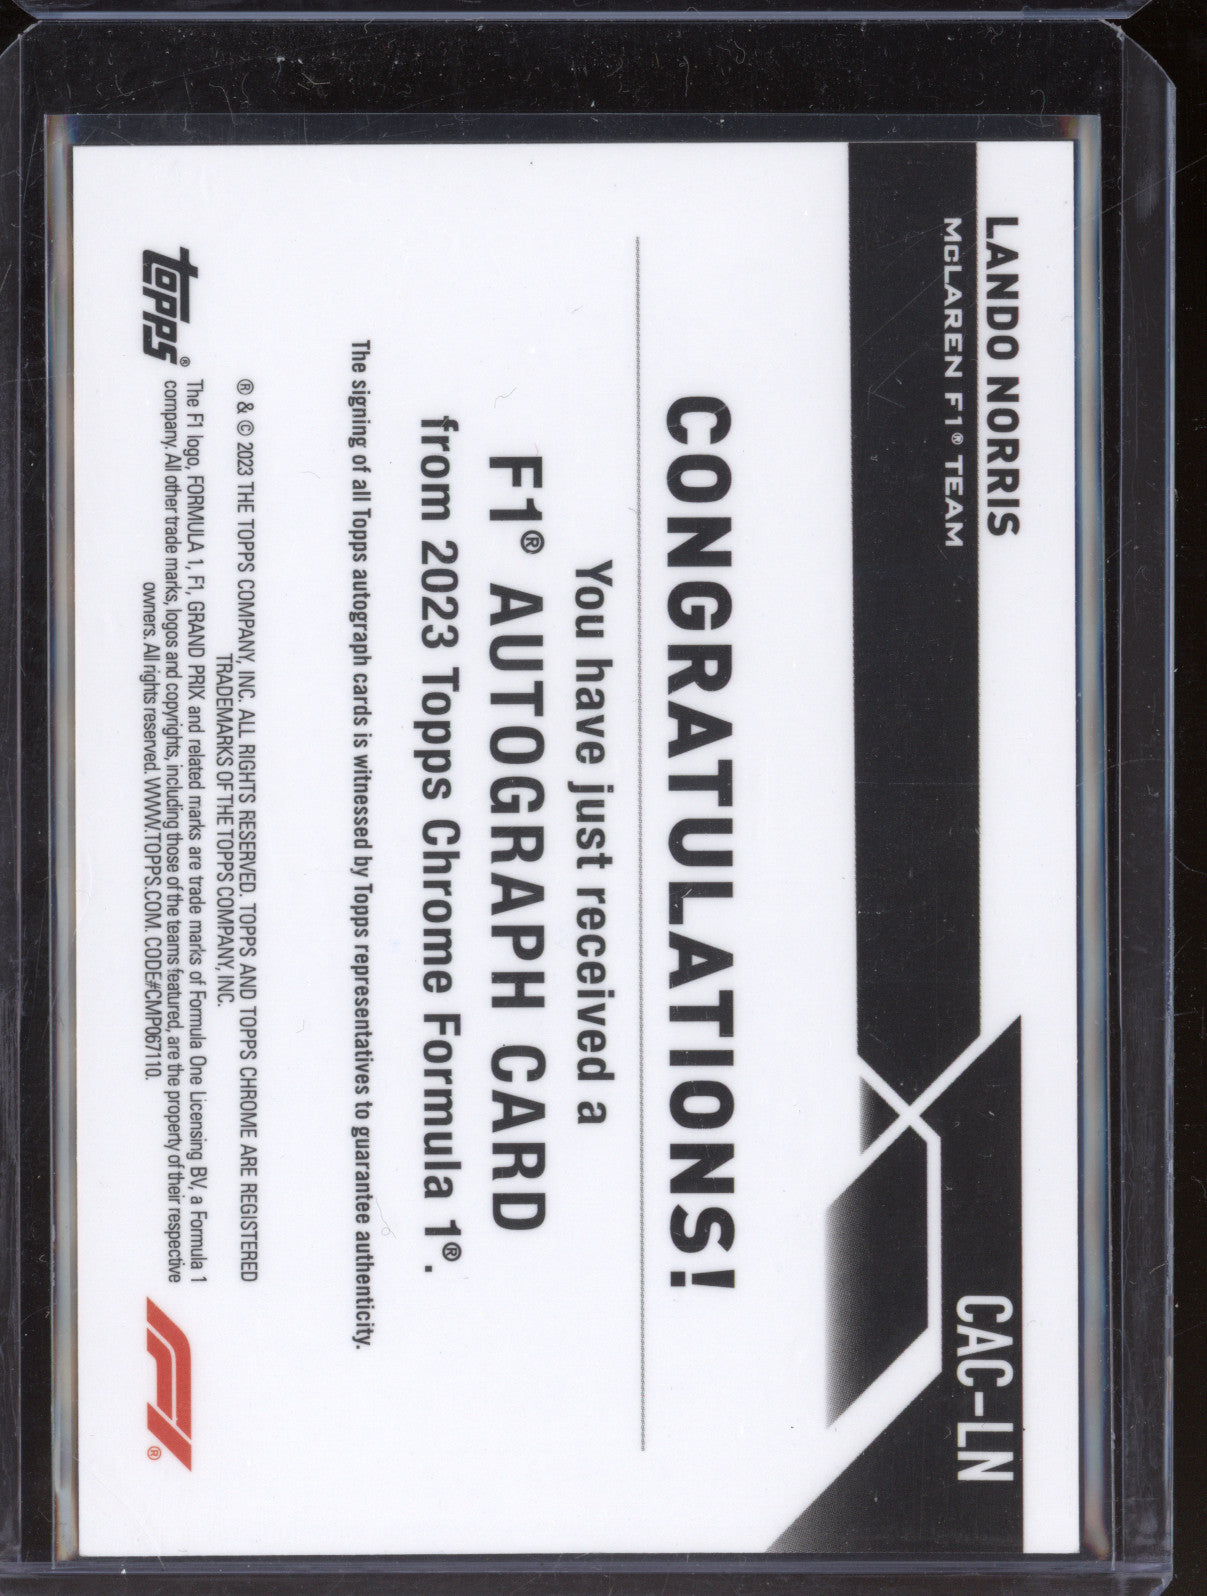 LANDO NORRIS
McLAREN F1® TEAM
CAC-LN
CONGRATULATIONS!
You have just received a
F1® AUTOGRAPH CARD
from 2023 Topps Chrome Formula 1®.
The signing of all Topps autograph cards is witnessed by Topps representatives to guarantee authenticity.
® & © 2023 THE TOPPS COMPANY, INC. ALL RIGHTS RESERVED. TOPPS AND TOPPS CHROME ARE REGISTERED
TRADEMARKS OF THE TOPPS COMPANY, INC.
The F1 logo, FORMULA 1, F1, GRAND PRIX and related marks are trade marks of Formula One Licensing BV, a Formula 1
company. All other trade marks, logos and copyrights, including those of the teams featured, are the property of their respective
owners. All rights reserved. WWW.TOPPS.COM. CODE#CMP067110.
topps®
F1®